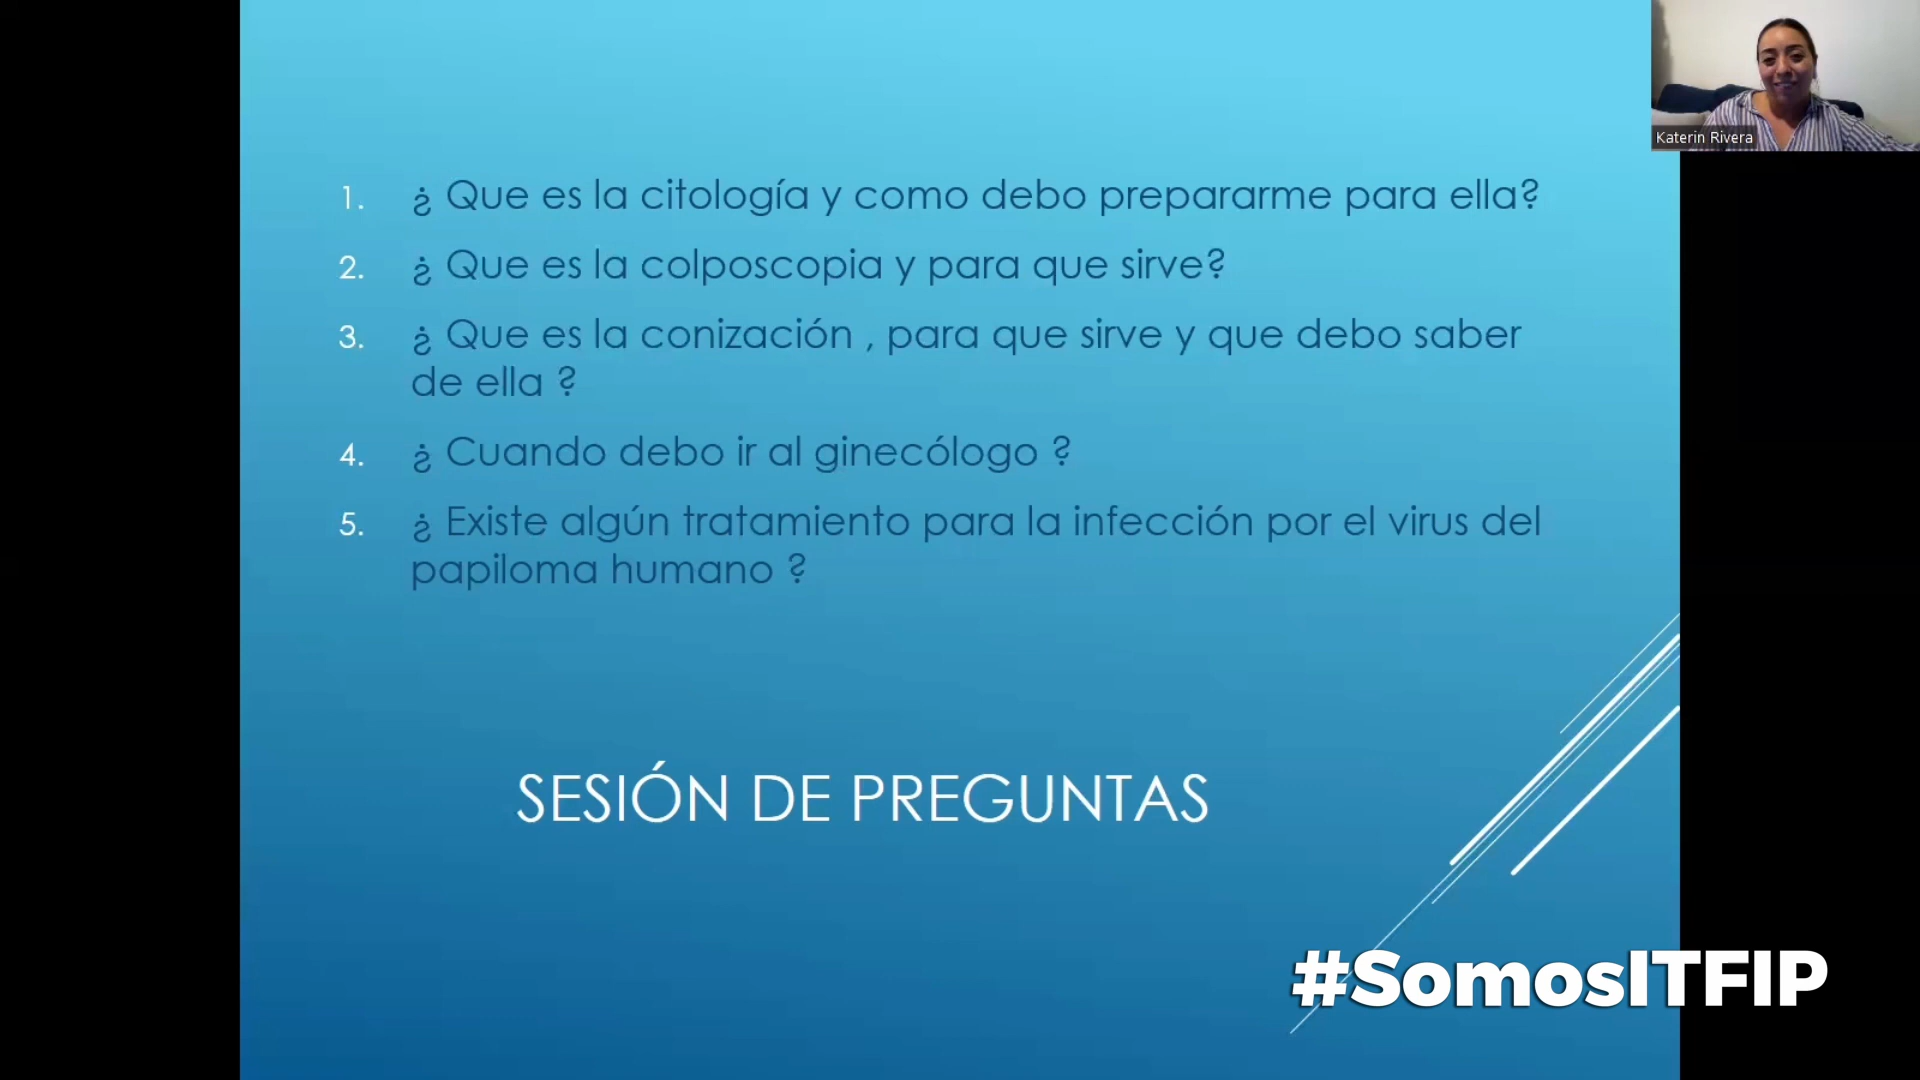 Katerin Rivera
1. ¿ Que es la citología y como debo prepararme para ella?
2. ¿ Que es la colposcopia y para que sirve?
3. ¿ Que es la conización , para que sirve y que debo saber
de ella ?
4. ¿ Cuando debo ir al ginecólogo ?
5. ¿ Existe algún tratamiento para la infección por el virus del
papiloma humano ?
SESIÓN DE PREGUNTAS
#SomosITFIP